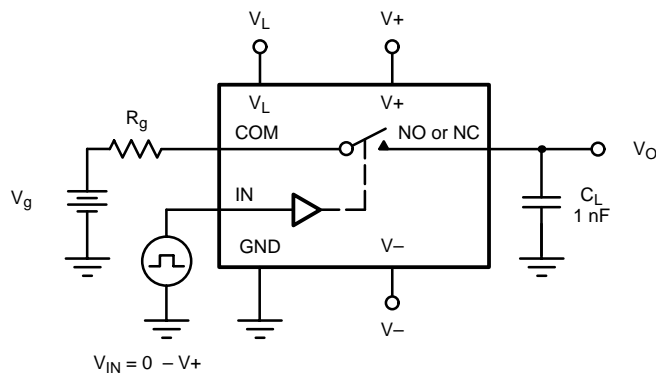 V_L V+
V_L V+
R_g COM NO or NC V_O
V_g IN C_L
1 nF
GND V–
V–
V_IN = 0 – V+